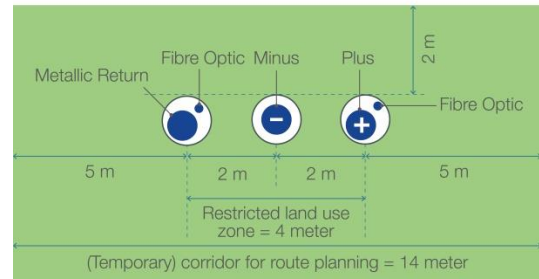 Fibre Optic Minus Plus
2 m
Metallic Return
Fibre Optic
− +
5 m 2 m 2 m 5 m
Restricted land use
zone = 4 meter
(Temporary) corridor for route planning = 14 meter